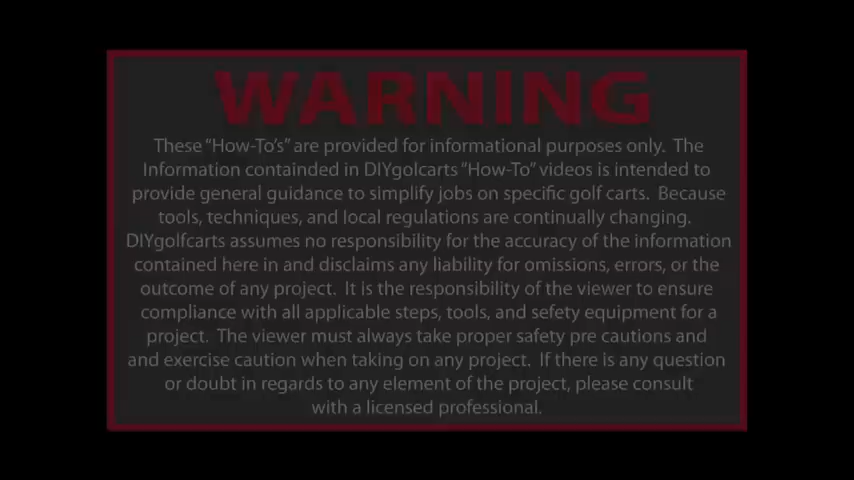 WARNING
These "How-To's" are provided for informational purposes only. The
Information containded in DIYgolcarts "How-To" videos is intended to
provide general guidance to simplify jobs on specific golf carts. Because
tools, techniques, and local regulations are continually changing.
DIYgolfcarts assumes no responsibility for the accuracy of the information
contained here in and disclaims any liability for omissions, errors, or the
outcome of any project. It is the responsibility of the viewer to ensure
compliance with all applicable steps, tools, and sefety equipment for a
project. The viewer must always take proper safety pre cautions and
and exercise caution when taking on any project. If there is any question
or doubt in regards to any element of the project, please consult
with a licensed professional.